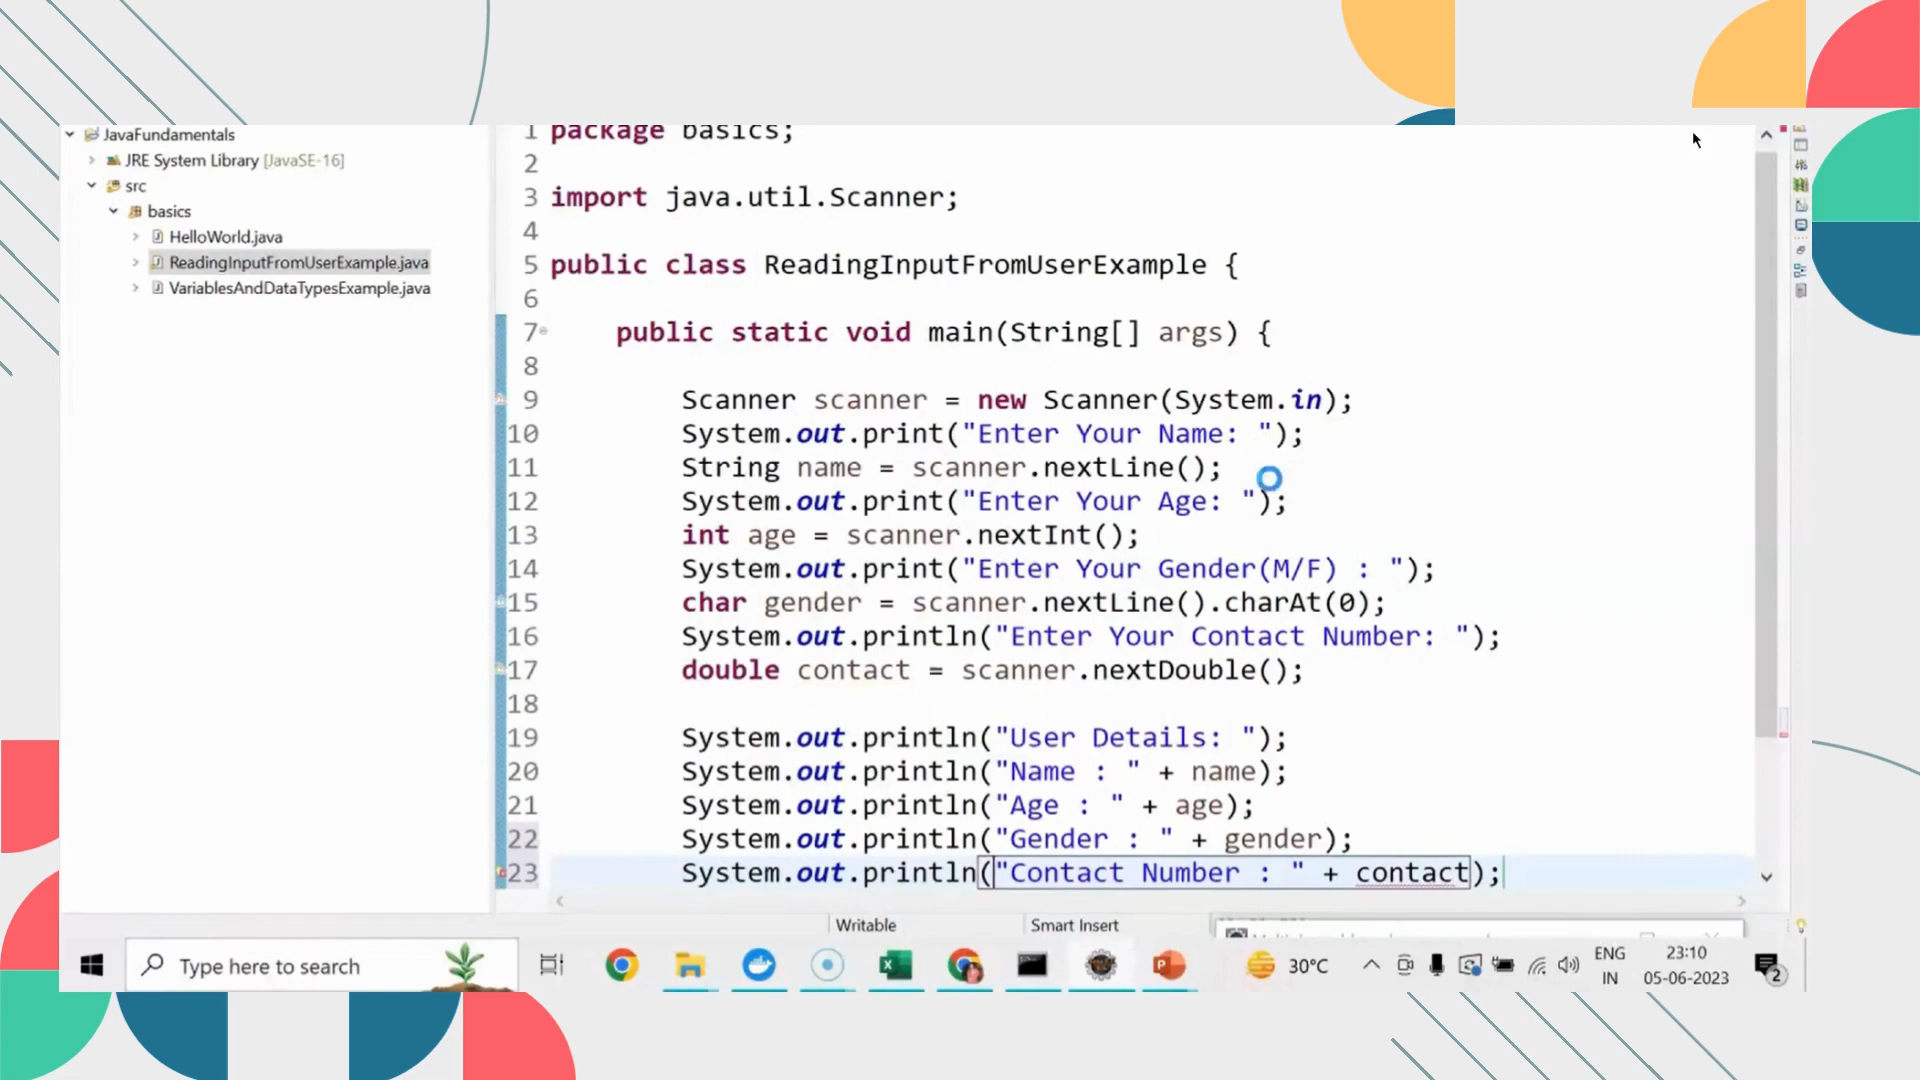 JavaFundamentals
JRE System Library [JavaSE-16]
src
basics
HelloWorld.java
ReadingInputFromUserExample.java
VariablesAndDataTypesExample.java
1 package basics;
2
3 import java.util.Scanner;
4
5 public class ReadingInputFromUserExample {
6
7 public static void main(String[] args) {
8
9 Scanner scanner = new Scanner(System.in);
10 System.out.print("Enter Your Name: ");
11 String name = scanner.nextLine();
12 System.out.print("Enter Your Age: ");
13 int age = scanner.nextInt();
14 System.out.print("Enter Your Gender(M/F) : ");
15 char gender = scanner.nextLine().charAt(0);
16 System.out.println("Enter Your Contact Number: ");
17 double contact = scanner.nextDouble();
18
19 System.out.println("User Details: ");
20 System.out.println("Name : " + name);
21 System.out.println("Age : " + age);
22 System.out.println("Gender : " + gender);
23 System.out.println("Contact Number : " + contact);
Writable
Smart Insert
Type here to search
30°C
ENG
IN
23:10
05-06-2023
2